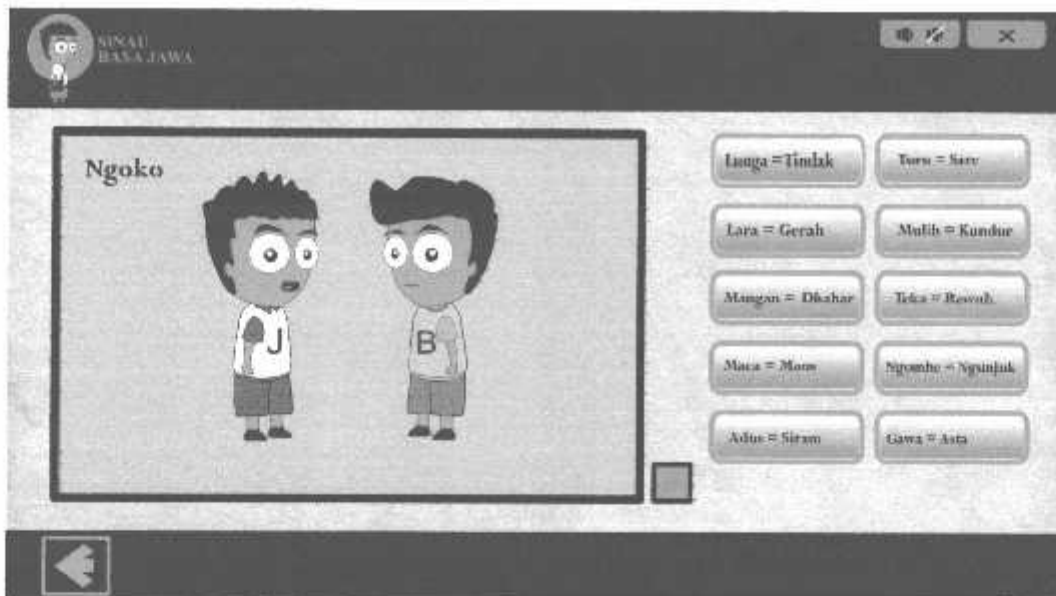 SINAU
BASA JAWA
Ngoko
J
B
Lunga = Tindak
Turu = Sare
Lara = Gerah
Mulih = Kundur
Mangan = Dhahar
Teka = Rawuh
Maca = Maos
Ngombe = Ngunjuk
Adus = Siram
Gawa = Asta